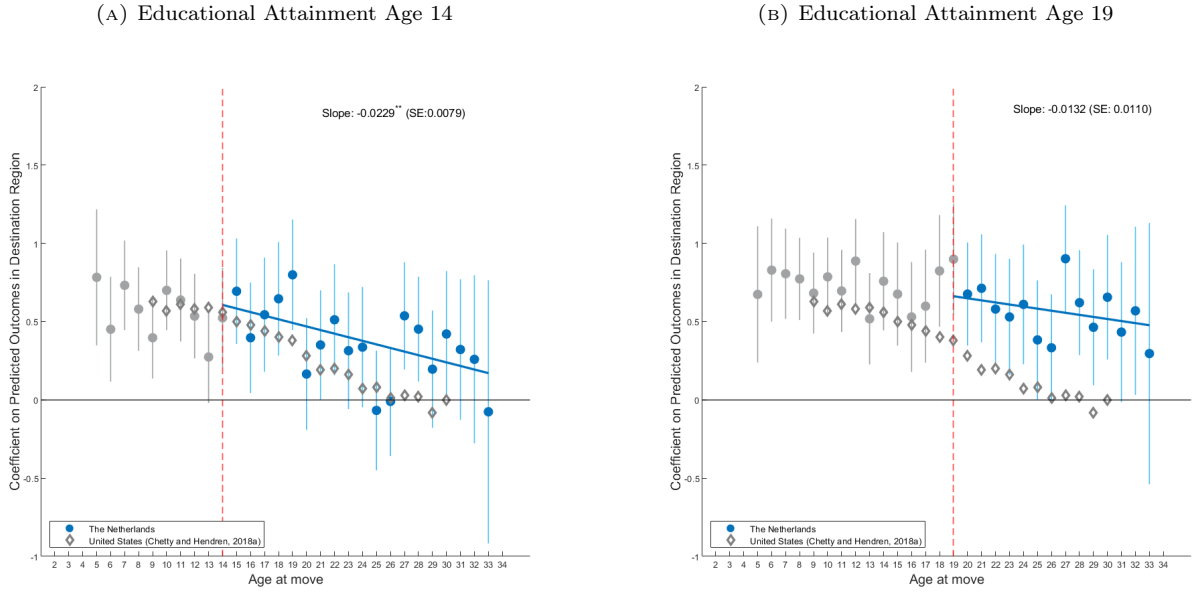 (A) Educational Attainment Age 14
Slope: -0.0229** (SE:0.0079)
Coefficient on Predicted Outcomes in Destination Region
2
1.5
1
0.5
0
-0.5
-1
The Netherlands
United States (Chetty and Hendren, 2018a)
2 3 4 5 6 7 8 9 10 11 12 13 14 15 16 17 18 19 20 21 22 23 24 25 26 27 28 29 30 31 32 33 34
Age at move
(B) Educational Attainment Age 19
Slope: -0.0132 (SE: 0.0110)
Coefficient on Predicted Outcomes in Destination Region
2
1.5
1
0.5
0
-0.5
-1
The Netherlands
United States (Chetty and Hendren, 2018a)
2 3 4 5 6 7 8 9 10 11 12 13 14 15 16 17 18 19 20 21 22 23 24 25 26 27 28 29 30 31 32 33 34
Age at move